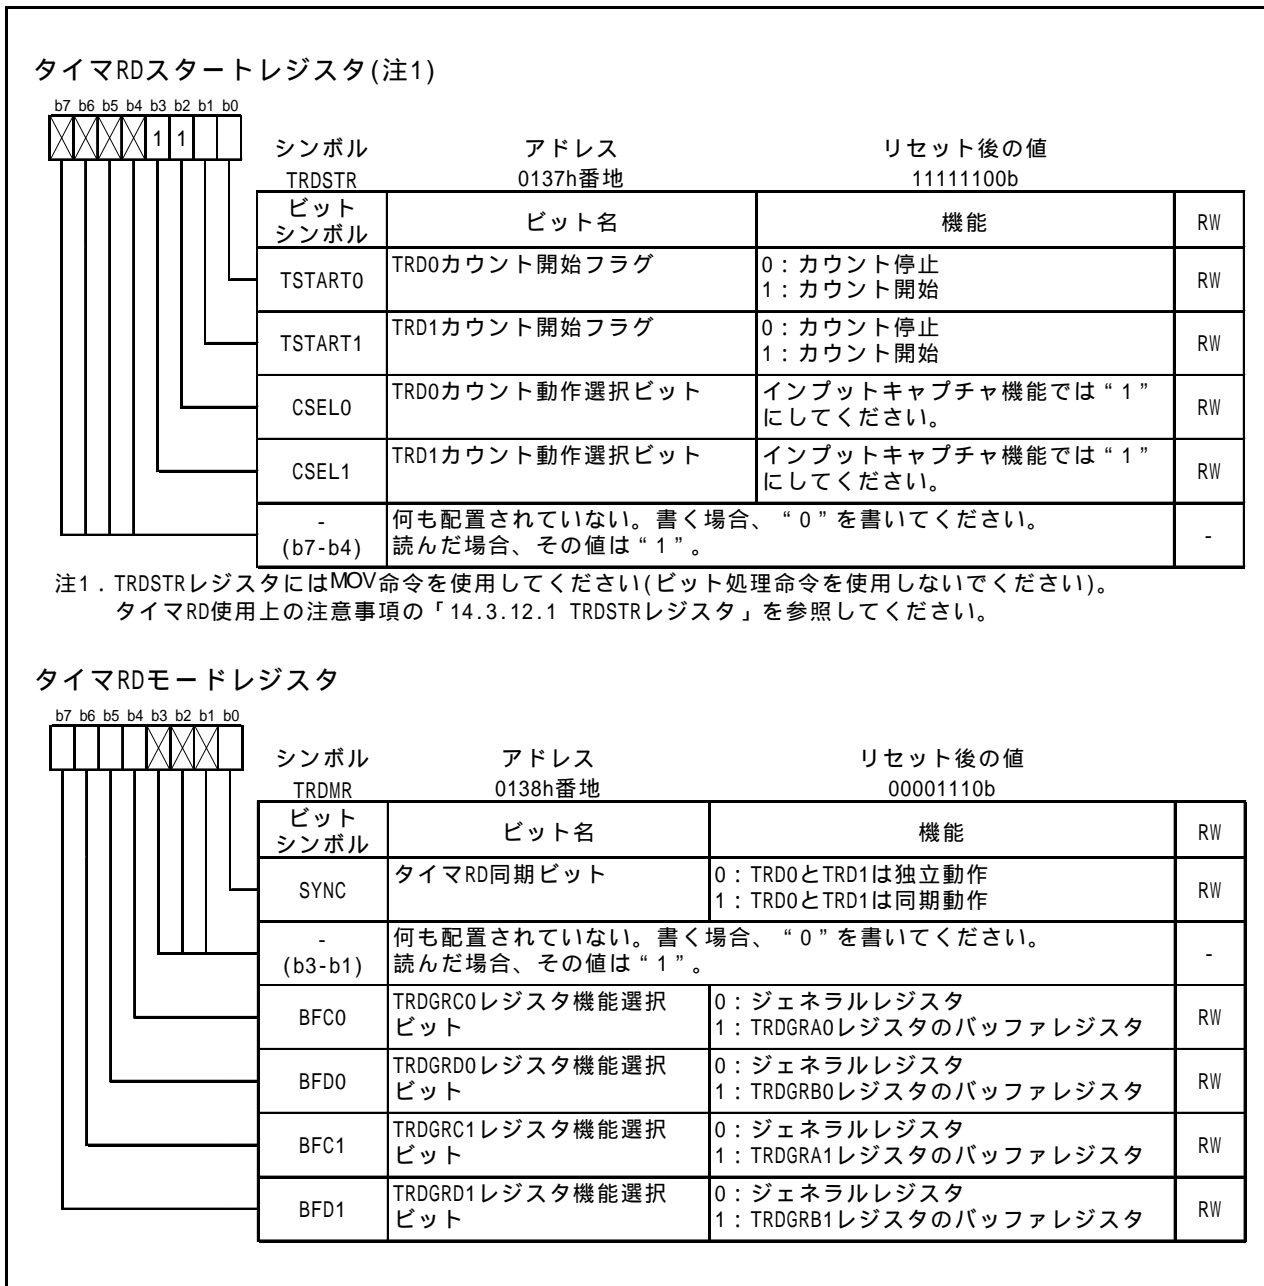 タイマRDスタートレジスタ(注1)
b7 b6 b5 b4 b3 b2 b1 b0
1 1
シンボル アドレス リセット後の値
TRDSTR 0137h番地 11111100b
ビット
シンボル
ビット名 機能 RW
TSTART0 TRD0カウント開始フラグ 0：カウント停止
1：カウント開始 RW
TSTART1 TRD1カウント開始フラグ 0：カウント停止
1：カウント開始 RW
CSEL0 TRD0カウント動作選択ビット インプットキャプチャ機能では“1”
にしてください。 RW
CSEL1 TRD1カウント動作選択ビット インプットキャプチャ機能では“1”
にしてください。 RW
-
(b7-b4)
何も配置されていない。書く場合、“0”を書いてください。
読んだ場合、その値は“1”。
-
注1．TRDSTRレジスタにはMOV命令を使用してください(ビット処理命令を使用しないでください)。
タイマRD使用上の注意事項の「14.3.12.1 TRDSTRレジスタ」を参照してください。
タイマRDモードレジスタ
b7 b6 b5 b4 b3 b2 b1 b0
シンボル アドレス リセット後の値
TRDMR 0138h番地 00001110b
ビット
シンボル
ビット名 機能 RW
SYNC タイマRD同期ビット 0：TRD0とTRD1は独立動作
1：TRD0とTRD1は同期動作 RW
-
(b3-b1)
何も配置されていない。書く場合、“0”を書いてください。
読んだ場合、その値は“1”。
-
BFC0 TRDGRC0レジスタ機能選択
ビット
0：ジェネラルレジスタ
1：TRDGRA0レジスタのバッファレジスタ RW
BFD0 TRDGRD0レジスタ機能選択
ビット
0：ジェネラルレジスタ
1：TRDGRB0レジスタのバッファレジスタ RW
BFC1 TRDGRC1レジスタ機能選択
ビット
0：ジェネラルレジスタ
1：TRDGRA1レジスタのバッファレジスタ RW
BFD1 TRDGRD1レジスタ機能選択
ビット
0：ジェネラルレジスタ
1：TRDGRB1レジスタのバッファレジスタ RW